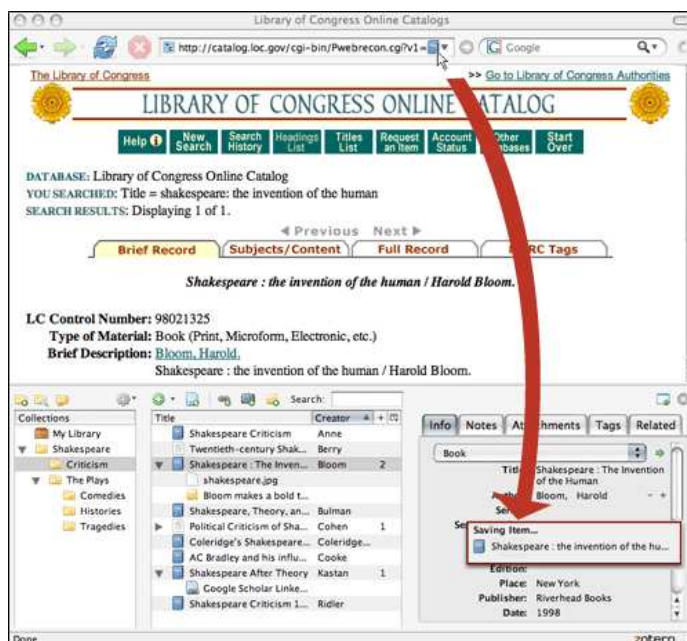 Library of Congress Online Catalogs
http://catalog.loc.gov/cgi-bin/Pwebrecon.cgi?v1=
Google
The Library of Congress
>> Go to Library of Congress Authorities
LIBRARY OF CONGRESS ONLINE CATALOG
Help New Search Search History Headings List Titles List Request an Item Account Status Other Databases Start Over
DATABASE: Library of Congress Online Catalog
YOU SEARCHED: Title = shakespeare: the invention of the human
SEARCH RESULTS: Displaying 1 of 1.
Previous Next
Brief Record Subjects/Content Full Record MARC Tags
Shakespeare : the invention of the human / Harold Bloom.
LC Control Number: 98021325
Type of Material: Book (Print, Microform, Electronic, etc.)
Brief Description: Bloom, Harold.
Shakespeare : the invention of the human / Harold Bloom.
Search:
Collections
My Library
Shakespeare
Criticism
The Plays
Comedies
Histories
Tragedies
Title Creator +
Shakespeare Criticism Anne
Twentieth-century Shak... Berry
Shakespeare : The Inven... Bloom 2
shakespeare.jpg
Bloom makes a bold t...
Shakespeare, Theory, an... Bulman
Political Criticism of Sha... Cohen 1
Coleridge's Shakespeare... Coleridge...
AC Bradley and his influ... Cooke
Shakespeare After Theory Kastan 1
Google Scholar Linke...
Shakespeare Criticism 1... Ridler
Info Notes Attachments Tags Related
Book
Title: Shakespeare : The Invention
of the Human
Author: Bloom, Harold - +
Ser
Se
Saving Item...
Shakespeare : the invention of the hu...
Edition:
Place: New York
Publisher: Riverhead Books
Date: 1998
Done
zotero